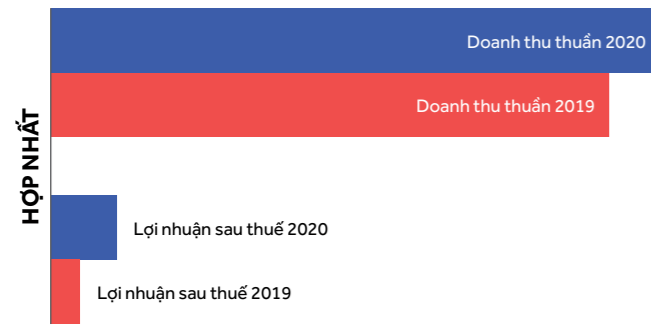 HỢP NHẤT
Doanh thu thuần 2020
Doanh thu thuần 2019
Lợi nhuận sau thuế 2020
Lợi nhuận sau thuế 2019